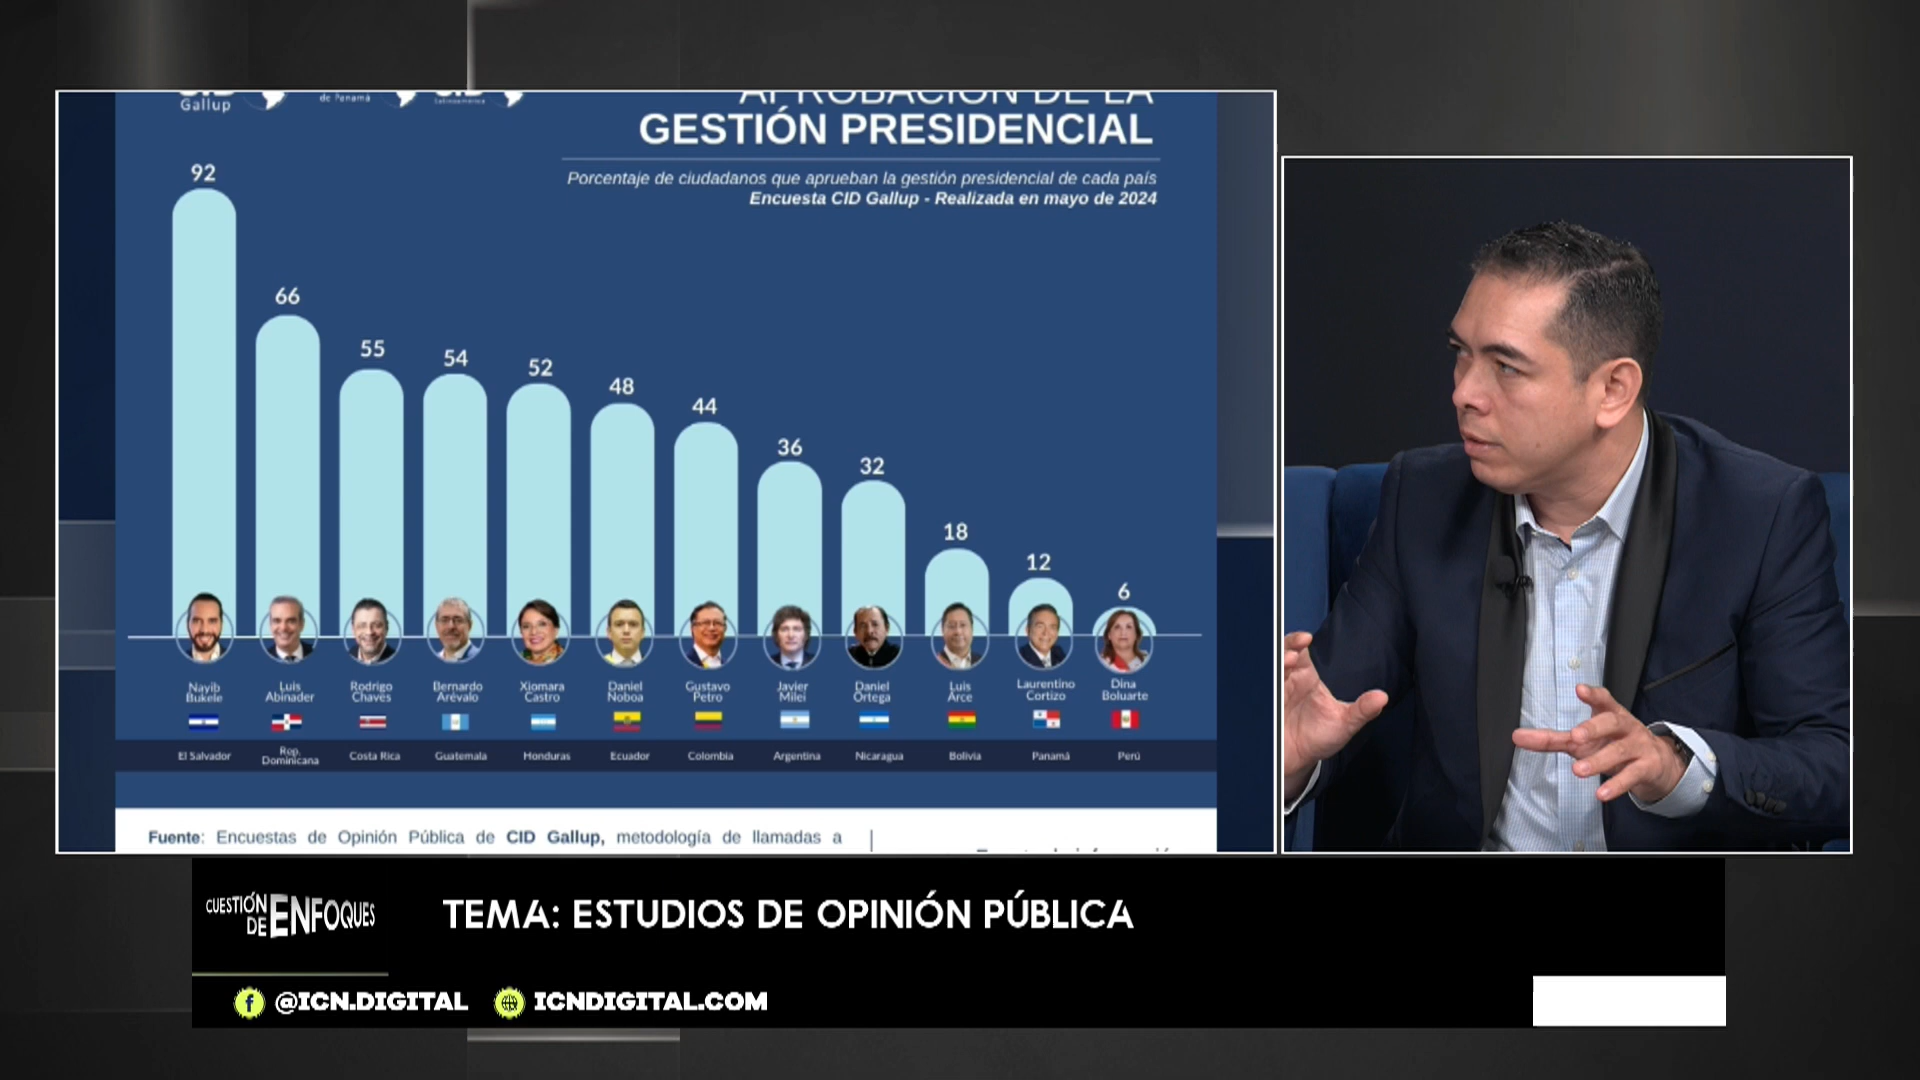 Gallup
de Panamá
Latinoamérica
APROBACIÓN DE LA
GESTIÓN PRESIDENCIAL
Porcentaje de ciudadanos que aprueban la gestión presidencial de cada país
Encuesta CID Gallup - Realizada en mayo de 2024
92
66
55
54
52
48
44
36
32
18
12
6
Nayib
Bukele
Luis
Abinader
Rodrigo
Chaves
Bernardo
Arévalo
Xiomara
Castro
Daniel
Noboa
Gustavo
Petro
Javier
Milei
Daniel
Ortega
Luis
Arce
Laurentino
Cortizo
Dina
Boluarte
El Salvador
Rep.
Dominicana
Costa Rica
Guatemala
Honduras
Ecuador
Colombia
Argentina
Nicaragua
Bolivia
Panamá
Perú
Fuente: Encuestas de Opinión Pública de CID Gallup, metodología de llamadas a
CUESTIÓN
DE ENFOQUES
TEMA: ESTUDIOS DE OPINIÓN PÚBLICA
@ICN.DIGITAL
ICNDIGITAL.COM